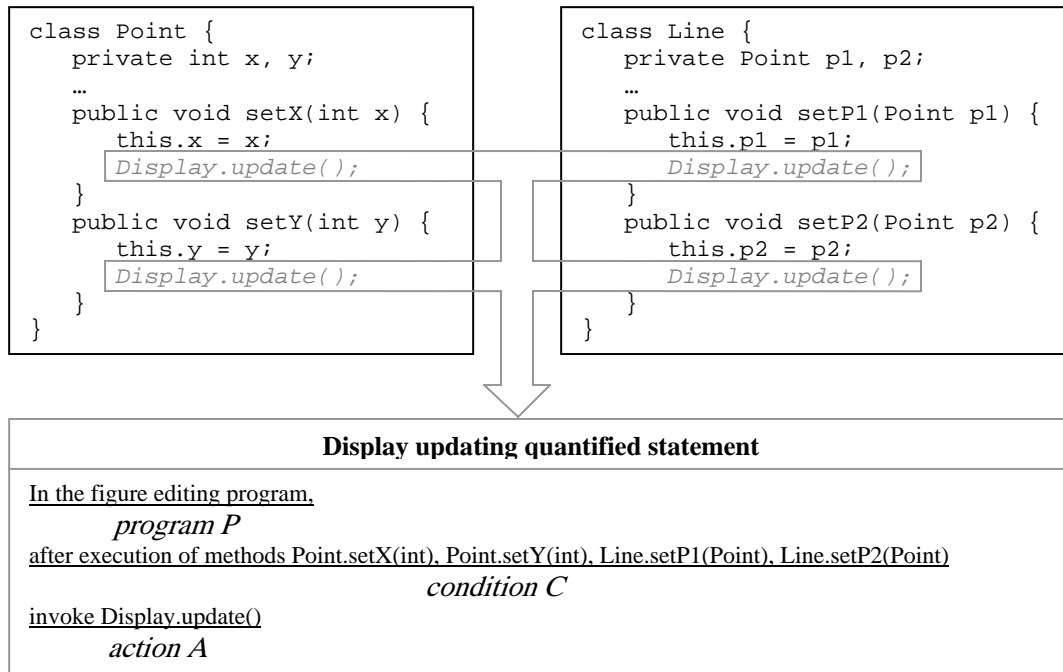 class Point {
private int x, y;
…
public void setX(int x) {
this.x = x;
Display.update();
}
public void setY(int y) {
this.y = y;
Display.update();
}
}
class Line {
private Point p1, p2;
…
public void setP1(Point p1) {
this.p1 = p1;
Display.update();
}
public void setP2(Point p2) {
this.p2 = p2;
Display.update();
}
}
Display updating quantified statement
In the figure editing program,
program P
after execution of methods Point.setX(int), Point.setY(int), Line.setP1(Point), Line.setP2(Point)
condition C
invoke Display.update()
action A